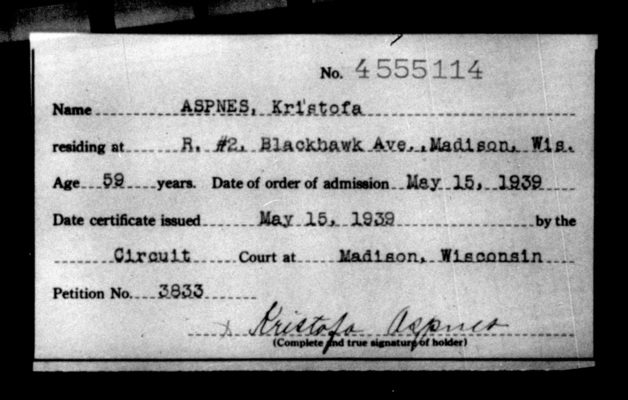 No. 4555114
Name ASPNES, Kristofa
residing at R. #2, Blackhawk Ave., Madison, Wis.
Age 59 years. Date of order of admission May 15, 1939
Date certificate issued May 15, 1939 by the
Circuit Court at Madison, Wisconsin
Petition No. 3833
x Kristofa Aspnes
(Complete and true signature of holder)